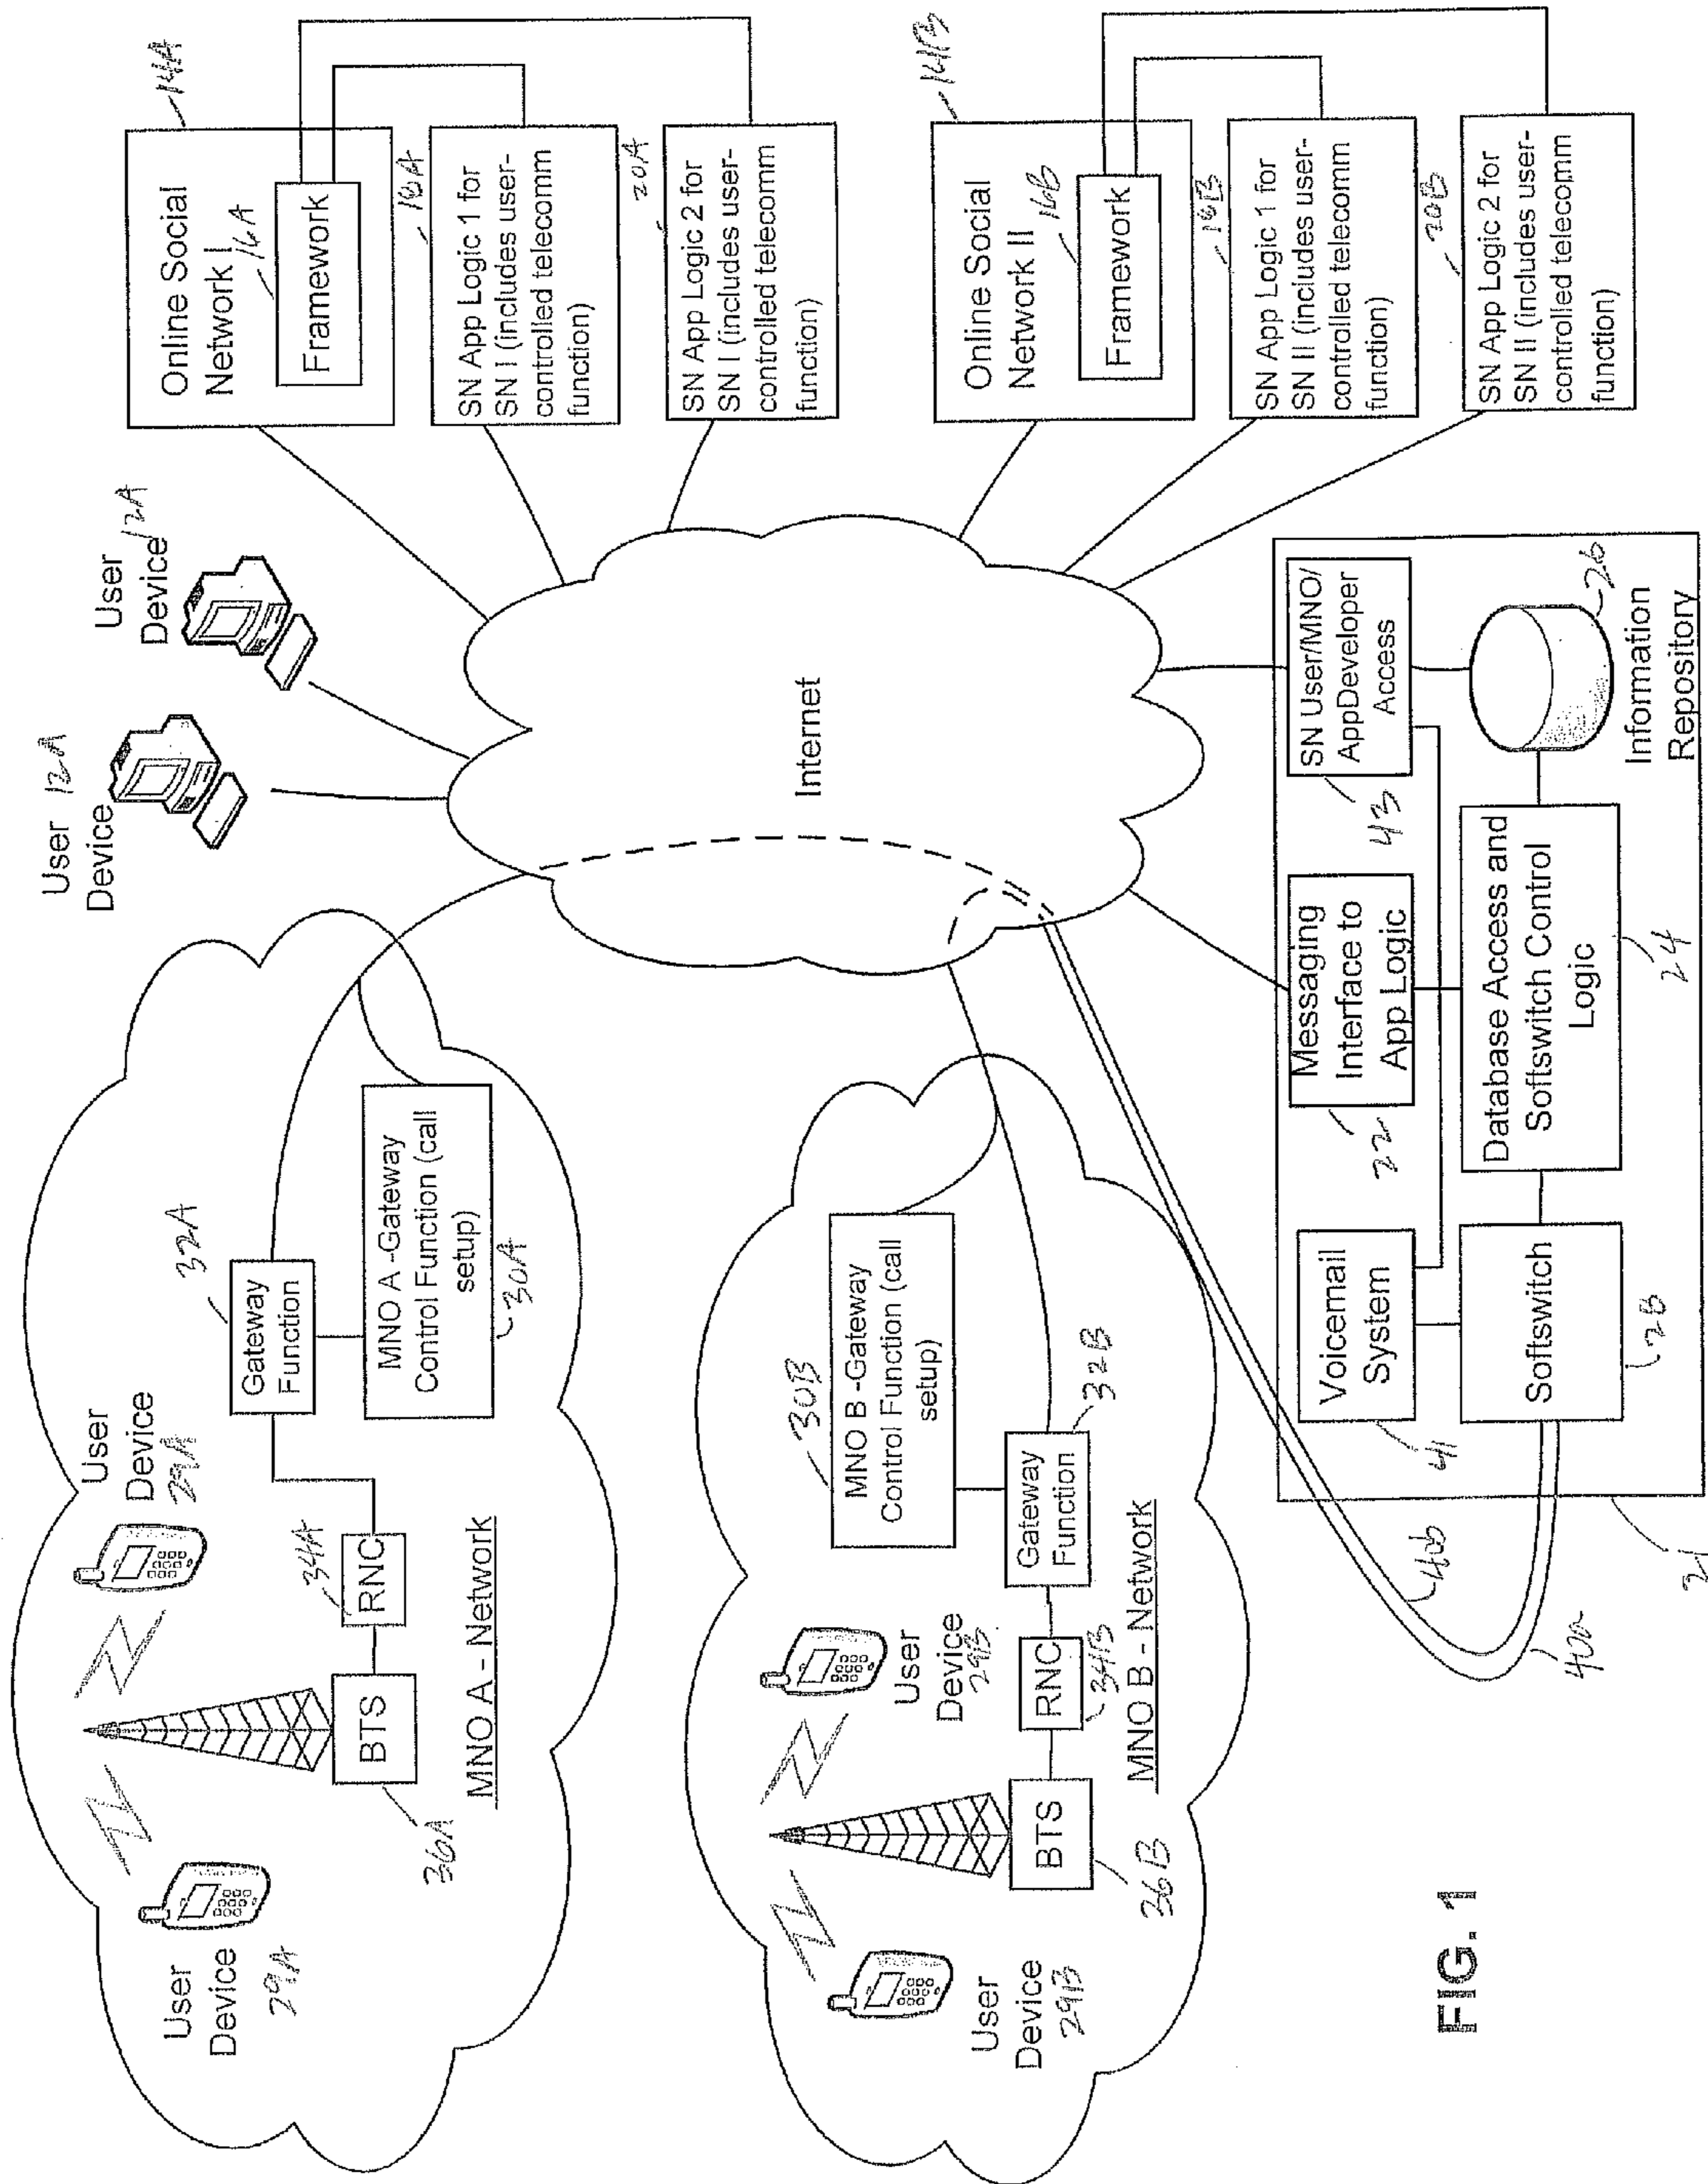 User
Device
29A
36A
BTS
34A
RNC
MNO A - Network
User
Device
29A
32A
Gateway
Function
MNO A -Gateway
Control Function (call
setup)
30A
User
Device
12A
User
Device
12A
14A
Online Social
Network I
16A
Framework
18A
SN App Logic 1 for
SN I (includes user-
controlled telecomm
function)
20A
SN App Logic 2 for
SN I (includes user-
controlled telecomm
function)
Internet
User
Device
29B
36B
BTS
RNC
34B
MNO B - Network
User
Device
29B
30B
MNO B -Gateway
Control Function (call
setup)
Gateway
Function
32B
14B
Online Social
Network II
16B
Framework
18B
SN App Logic 1 for
SN II (includes user-
controlled telecomm
function)
20B
SN App Logic 2 for
SN II (includes user-
controlled telecomm
function)
40b
40a
21
Voicemail
System
41
Softswitch
28
Messaging
Interface to
App Logic
22
SN User/MNO/
AppDeveloper
Access
43
Database Access and
Softswitch Control
Logic
24
26
Information
Repository
FIG. 1